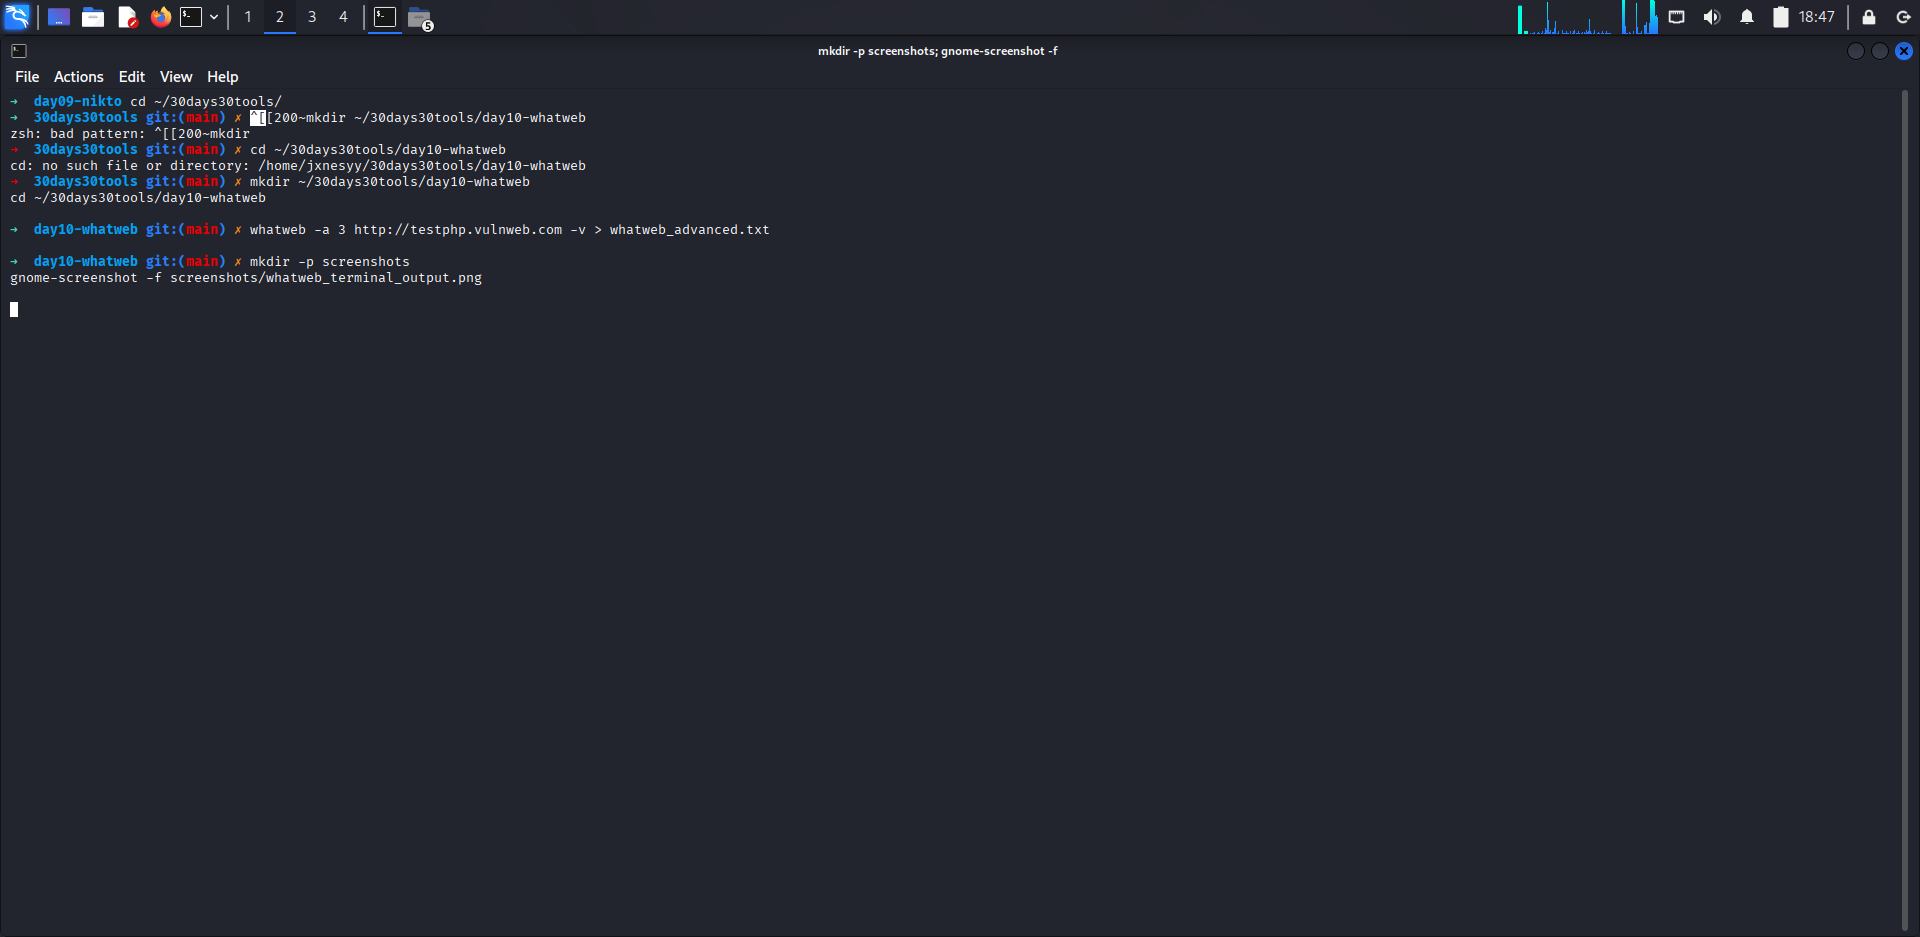 1 2 3 4 5 18:47
mkdir -p screenshots; gnome-screenshot -f
File Actions Edit View Help
→ day09-nikto cd ~/30days30tools/
→ 30days30tools git:(main) ✗ ^[[200~mkdir ~/30days30tools/day10-whatweb
zsh: bad pattern: ^[[200~mkdir
→ 30days30tools git:(main) ✗ cd ~/30days30tools/day10-whatweb
cd: no such file or directory: /home/jxnesyy/30days30tools/day10-whatweb
→ 30days30tools git:(main) ✗ mkdir ~/30days30tools/day10-whatweb
cd ~/30days30tools/day10-whatweb
→ day10-whatweb git:(main) ✗ whatweb -a 3 http://testphp.vulnweb.com -v > whatweb_advanced.txt
→ day10-whatweb git:(main) ✗ mkdir -p screenshots
gnome-screenshot -f screenshots/whatweb_terminal_output.png